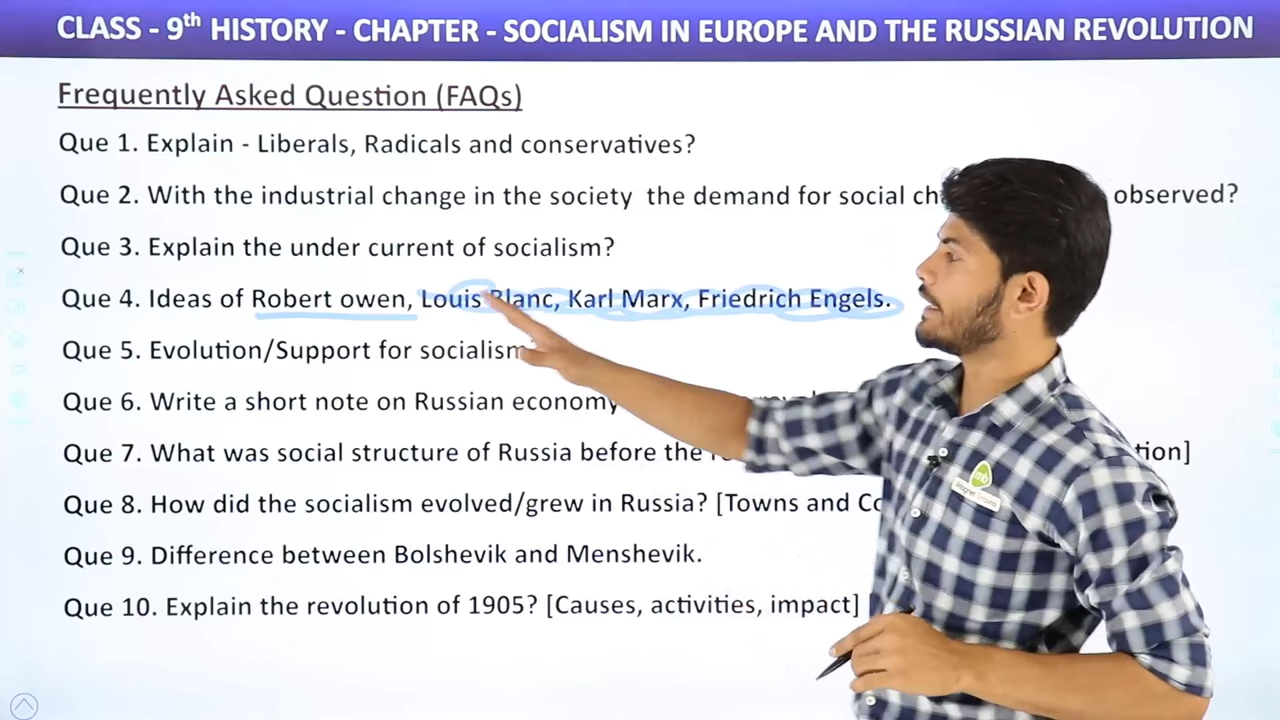 CLASS - 9th HISTORY - CHAPTER - SOCIALISM IN EUROPE AND THE RUSSIAN REVOLUTION
Frequently Asked Question (FAQs)
Que 1. Explain - Liberals, Radicals and conservatives?
Que 2. With the industrial change in the society the demand for social observed?
Que 3. Explain the under current of socialism?
Que 4. Ideas of Robert owen, Louis Blanc, Karl Marx, Friedrich Engels.
Que 5. Evolution/Support for socialism
Que 6. Write a short note on Russian economy
Que 7. What was social structure of Russia before the tion]
Que 8. How did the socialism evolved/grew in Russia? [Towns and
Que 9. Difference between Bolshevik and Menshevik.
Que 10. Explain the revolution of 1905? [Causes, activities, impact]